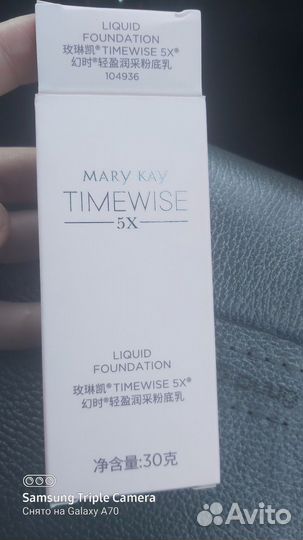 LIQUID
FOUNDATION
玫琳凯®TIMEWISE 5X®
幻时®轻盈润采粉底乳
104936
MARY KAY
TIMEWISE
5X
LIQUID
FOUNDATION
玫琳凯®TIMEWISE 5X®
幻时®轻盈润采粉底乳
净含量:30克
Samsung Triple Camera
Снято на Galaxy A70
Avito